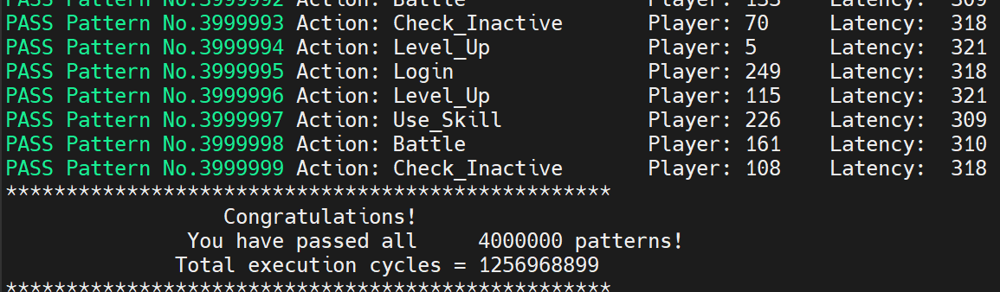 PASS Pattern No.3999992 Action: Battle Player: 133 Latency: 309
PASS Pattern No.3999993 Action: Check_Inactive Player: 70 Latency: 318
PASS Pattern No.3999994 Action: Level_Up Player: 5 Latency: 321
PASS Pattern No.3999995 Action: Login Player: 249 Latency: 318
PASS Pattern No.3999996 Action: Level_Up Player: 115 Latency: 321
PASS Pattern No.3999997 Action: Use_Skill Player: 226 Latency: 309
PASS Pattern No.3999998 Action: Battle Player: 161 Latency: 310
PASS Pattern No.3999999 Action: Check_Inactive Player: 108 Latency: 318
**************************************************
Congratulations!
You have passed all 4000000 patterns!
Total execution cycles = 1256968899
**************************************************